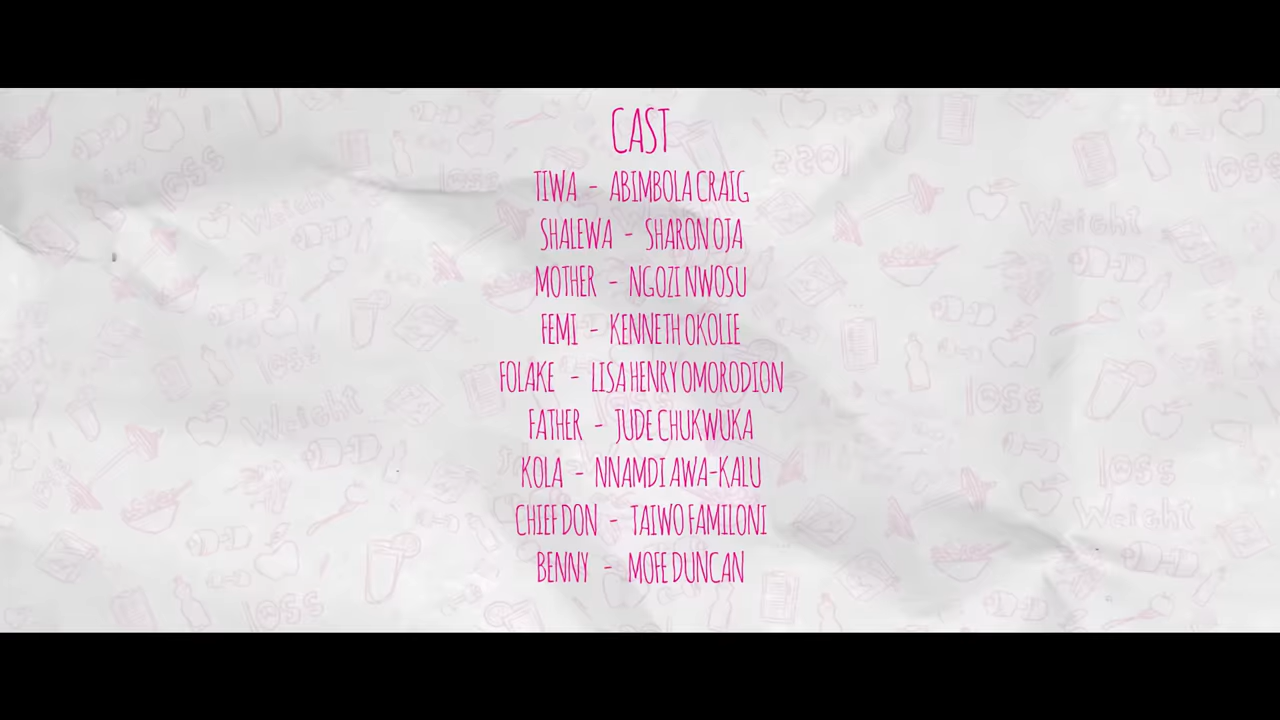 CAST
TIWA - ABIMBOLA CRAIG
SHALEWA - SHARON OJA
MOTHER - NGOZI NWOSU
FEMI - KENNETH OKOLIE
FOLAKE - LISA HENRY OMORODION
FATHER - JUDE CHUKWUKA
KOLA - NNAMDI AWA-KALU
CHIEF DON - TAIWO FAMILONI
BENNY - MOFE DUNCAN